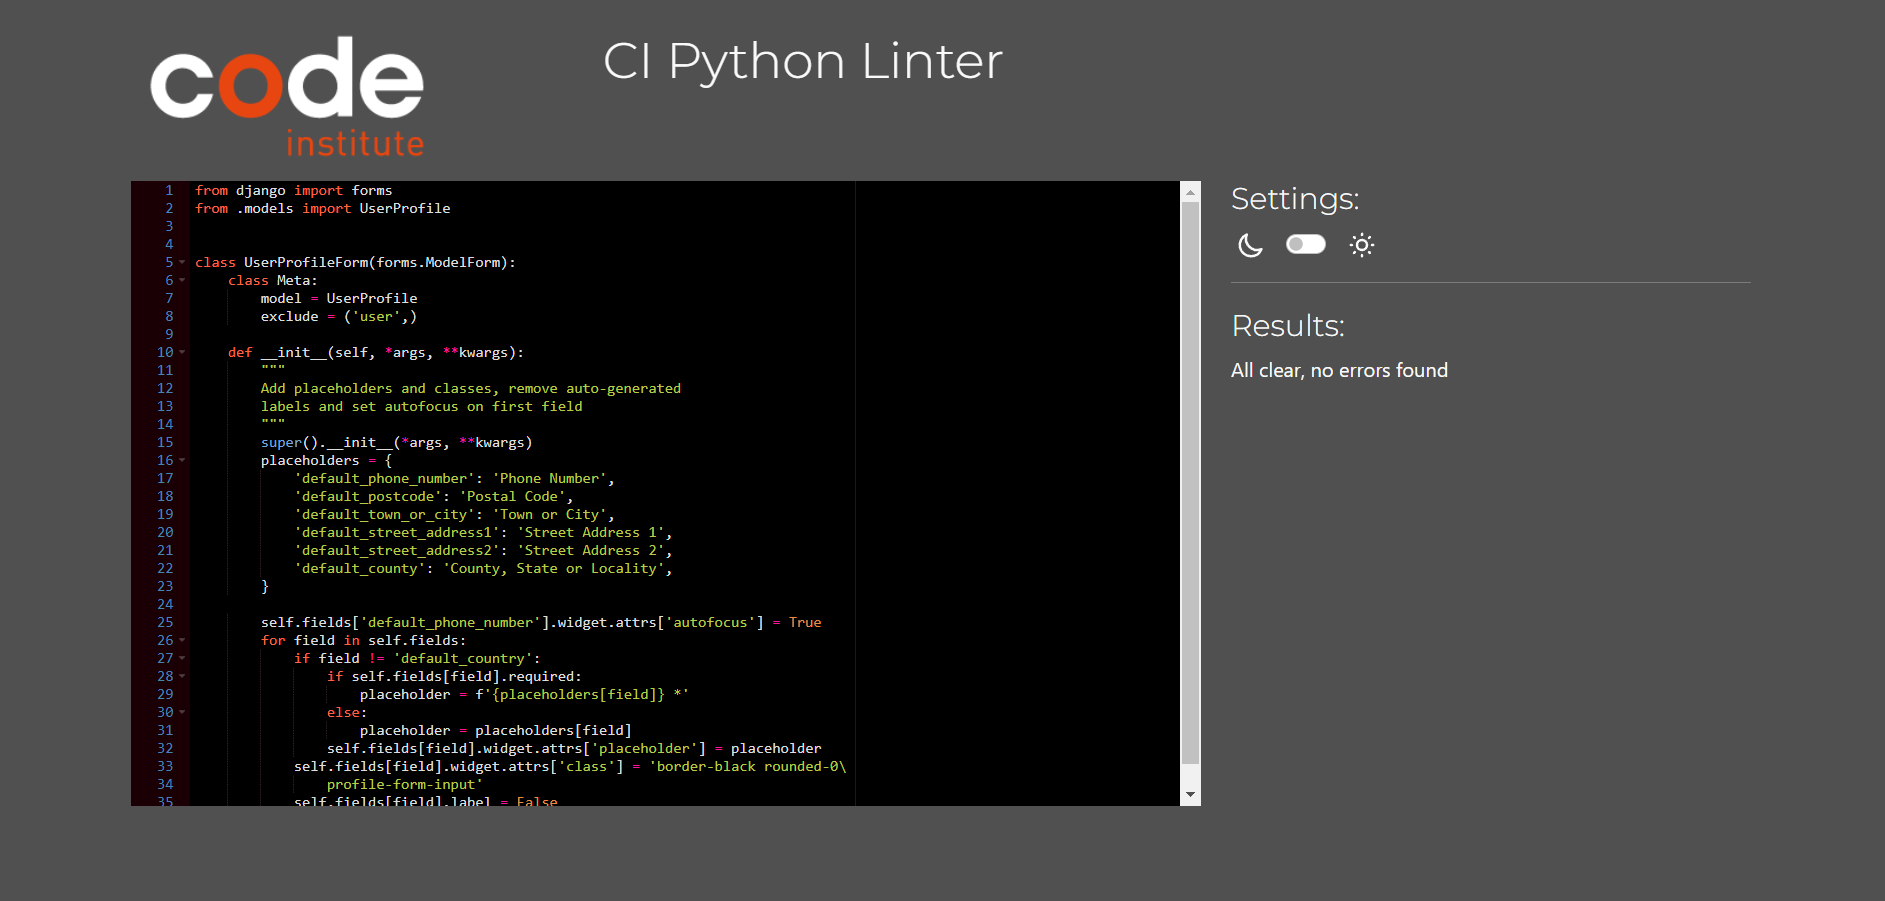 code
institute
CI Python Linter
1 from django import forms
2 from .models import UserProfile
3
4
5 class UserProfileForm(forms.ModelForm):
6     class Meta:
7         model = UserProfile
8         exclude = ('user',)
9
10     def __init__(self, *args, **kwargs):
11         """
12         Add placeholders and classes, remove auto-generated
13         labels and set autofocus on first field
14         """
15         super().__init__(*args, **kwargs)
16         placeholders = {
17             'default_phone_number': 'Phone Number',
18             'default_postcode': 'Postal Code',
19             'default_town_or_city': 'Town or City',
20             'default_street_address1': 'Street Address 1',
21             'default_street_address2': 'Street Address 2',
22             'default_county': 'County, State or Locality',
23         }
24
25         self.fields['default_phone_number'].widget.attrs['autofocus'] = True
26         for field in self.fields:
27             if field != 'default_country':
28                 if self.fields[field].required:
29                     placeholder = f'{placeholders[field]} *'
30                 else:
31                     placeholder = placeholders[field]
32                 self.fields[field].widget.attrs['placeholder'] = placeholder
33             self.fields[field].widget.attrs['class'] = 'border-black rounded-0\
34                 profile-form-input'
35             self.fields[field].label = False
Settings:
Results:
All clear, no errors found